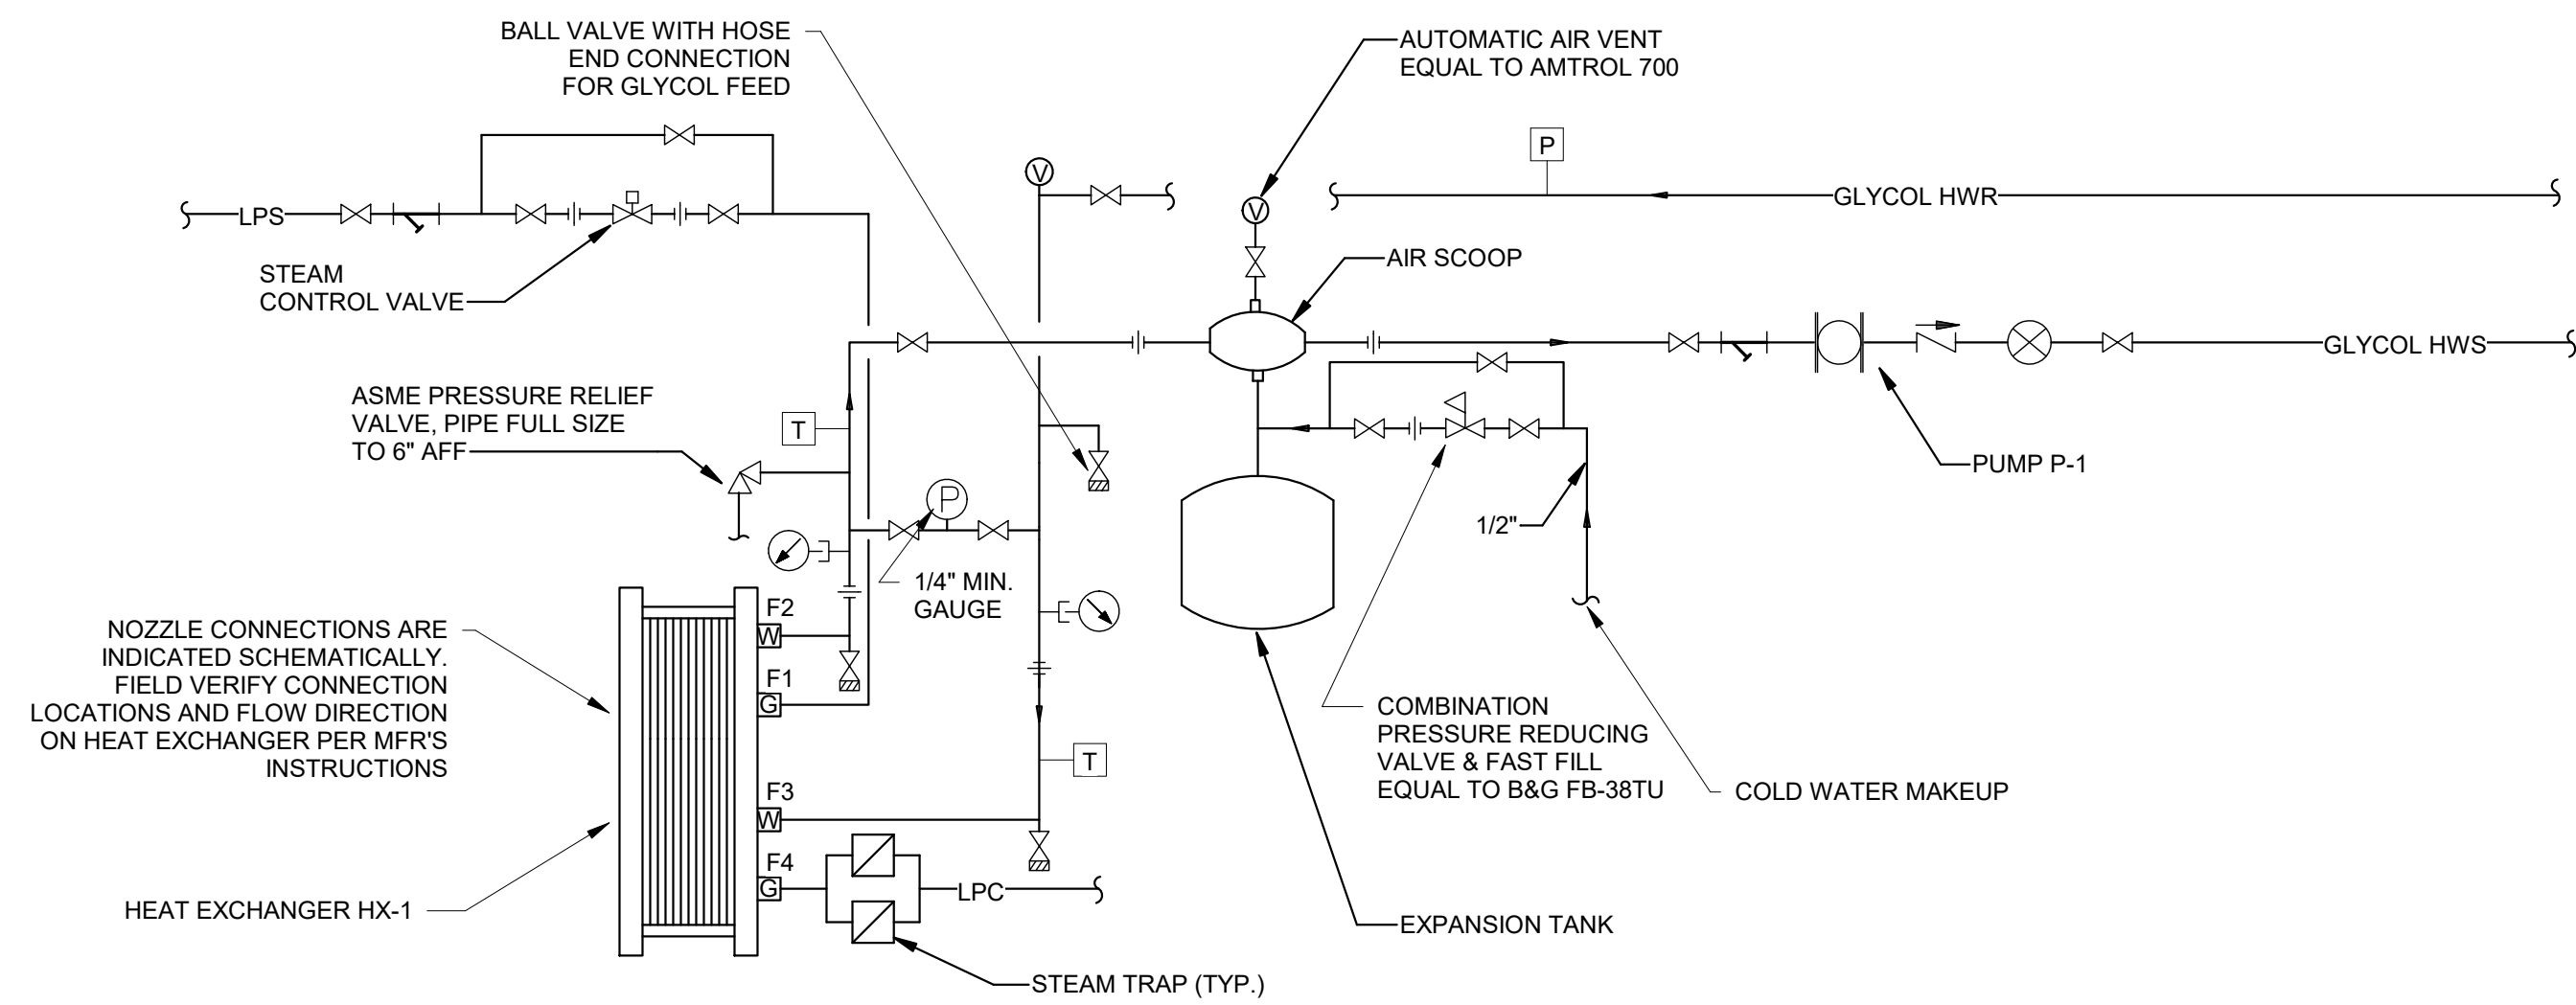 BALL VALVE WITH HOSE
END CONNECTION
FOR GLYCOL FEED
AUTOMATIC AIR VENT
EQUAL TO AMTROL 700
P
V
V
LPS
GLYCOL HWR
STEAM
CONTROL VALVE
AIR SCOOP
GLYCOL HWS
ASME PRESSURE RELIEF
VALVE, PIPE FULL SIZE
TO 6" AFF
T
P
PUMP P-1
1/2"
1/4" MIN.
GAUGE
NOZZLE CONNECTIONS ARE
INDICATED SCHEMATICALLY.
FIELD VERIFY CONNECTION
LOCATIONS AND FLOW DIRECTION
ON HEAT EXCHANGER PER MFR'S
INSTRUCTIONS
F2
W
F1
G
T
F3
W
F4
G
COMBINATION
PRESSURE REDUCING
VALVE & FAST FILL
EQUAL TO B&G FB-38TU
COLD WATER MAKEUP
LPC
HEAT EXCHANGER HX-1
EXPANSION TANK
STEAM TRAP (TYP.)